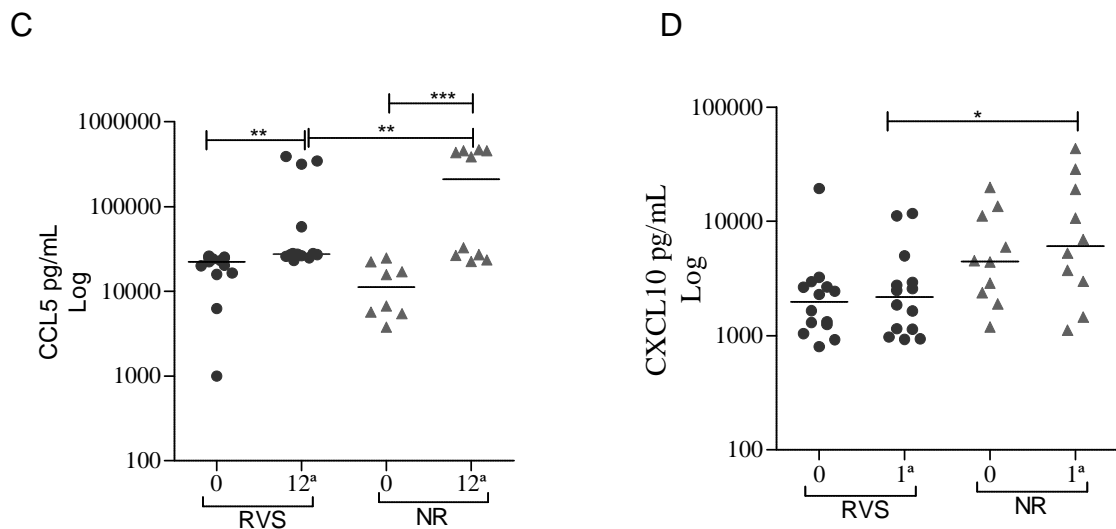 C
CCL5 pg/mL
Log
1000000
100000
10000
1000
100
**
**
***
0
12ª
0
12ª
RVS
NR
D
CXCL10 pg/mL
Log
100000
10000
1000
100
*
0
1ª
0
1ª
RVS
NR